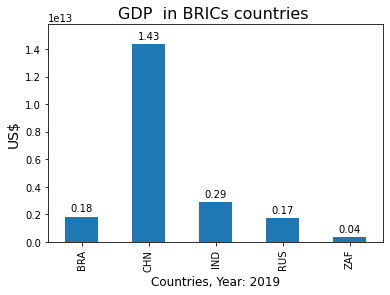 GDP  in BRICs countries
1e13
US$
1.4
1.2
1.0
0.8
0.6
0.4
0.2
0.0
0.18
1.43
0.29
0.17
0.04
BRA
CHN
IND
RUS
ZAF
Countries, Year: 2019